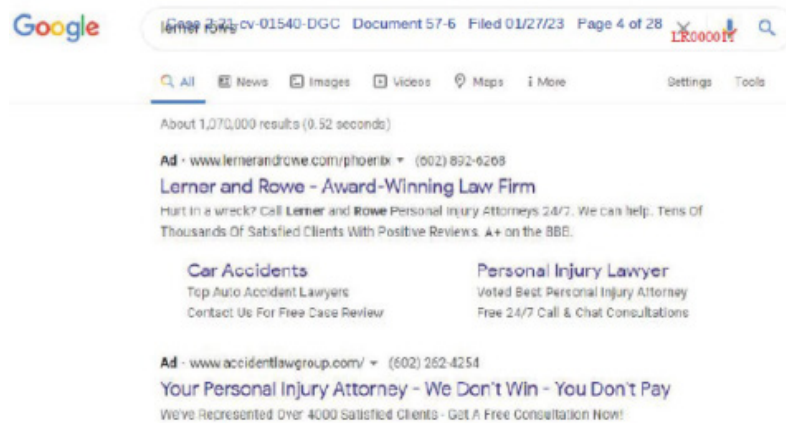 Google
lerner rowe
Case 2:21-cv-01540-DGC Document 57-6 Filed 01/27/23 Page 4 of 28
All News Images Videos Maps More Settings Tools
About 1,070,000 results (0.52 seconds)
Ad · www.lernerandrowe.com/phoenix (602) 892-6268
Lerner and Rowe - Award-Winning Law Firm
Hurt in a wreck? Call Lerner and Rowe Personal Injury Attorneys 24/7. We can help. Tens Of
Thousands Of Satisfied Clients With Positive Reviews. A+ on the BBB.
Car Accidents
Top Auto Accident Lawyers
Contact Us For Free Case Review
Personal Injury Lawyer
Voted Best Personal Injury Attorney
Free 24/7 Call & Chat Consultations
Ad · www.accidentlawgroup.com/ (602) 262-4254
Your Personal Injury Attorney - We Don't Win - You Don't Pay
We've Represented Over 4000 Satisfied Clients - Get A Free Consultation Now!